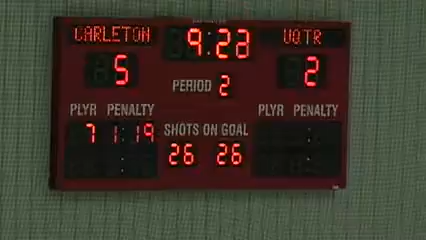 CARLETON 9:23 UQTR
5 PERIOD 2 2
PLYR PENALTY PLYR PENALTY
7 1:19 SHOTS ON GOAL :
: 26 26 :